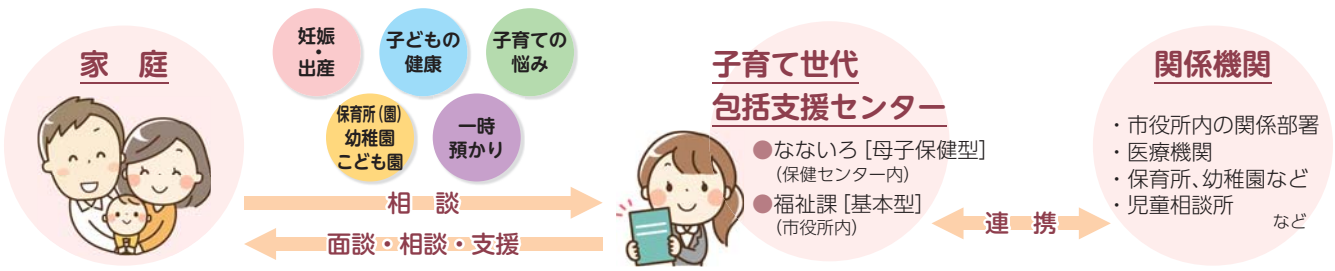 家 庭
妊娠
・
出産
子どもの
健康
子育ての
悩み
保育所(園)
幼稚園
こども園
一時
預かり
相 談
面談・相談・支援
子育て世代
包括支援センター
●なないろ[母子保健型]
(保健センター内)
●福祉課[基本型]
(市役所内)
連 携
関係機関
・市役所内の関係部署
・医療機関
・保育所、幼稚園など
・児童相談所
など